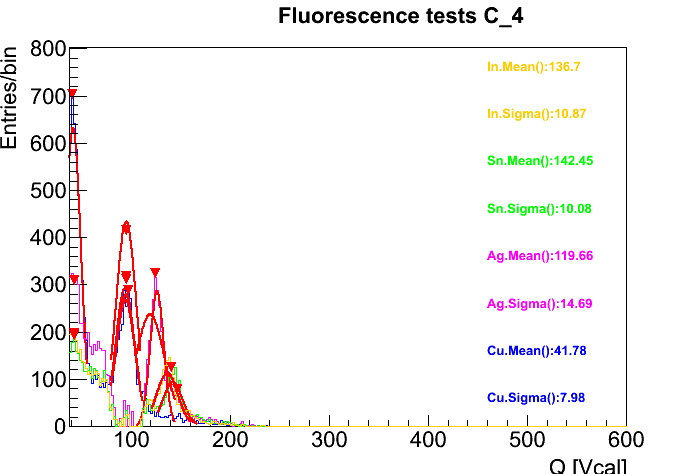 Fluorescence tests C_4
Entries/bin
800
700
600
500
400
300
200
100
0
100
200
300
400
500
600
Q [Vcal]
In.Mean():136.7
In.Sigma():10.87
Sn.Mean():142.45
Sn.Sigma():10.08
Ag.Mean():119.66
Ag.Sigma():14.69
Cu.Mean():41.78
Cu.Sigma():7.98